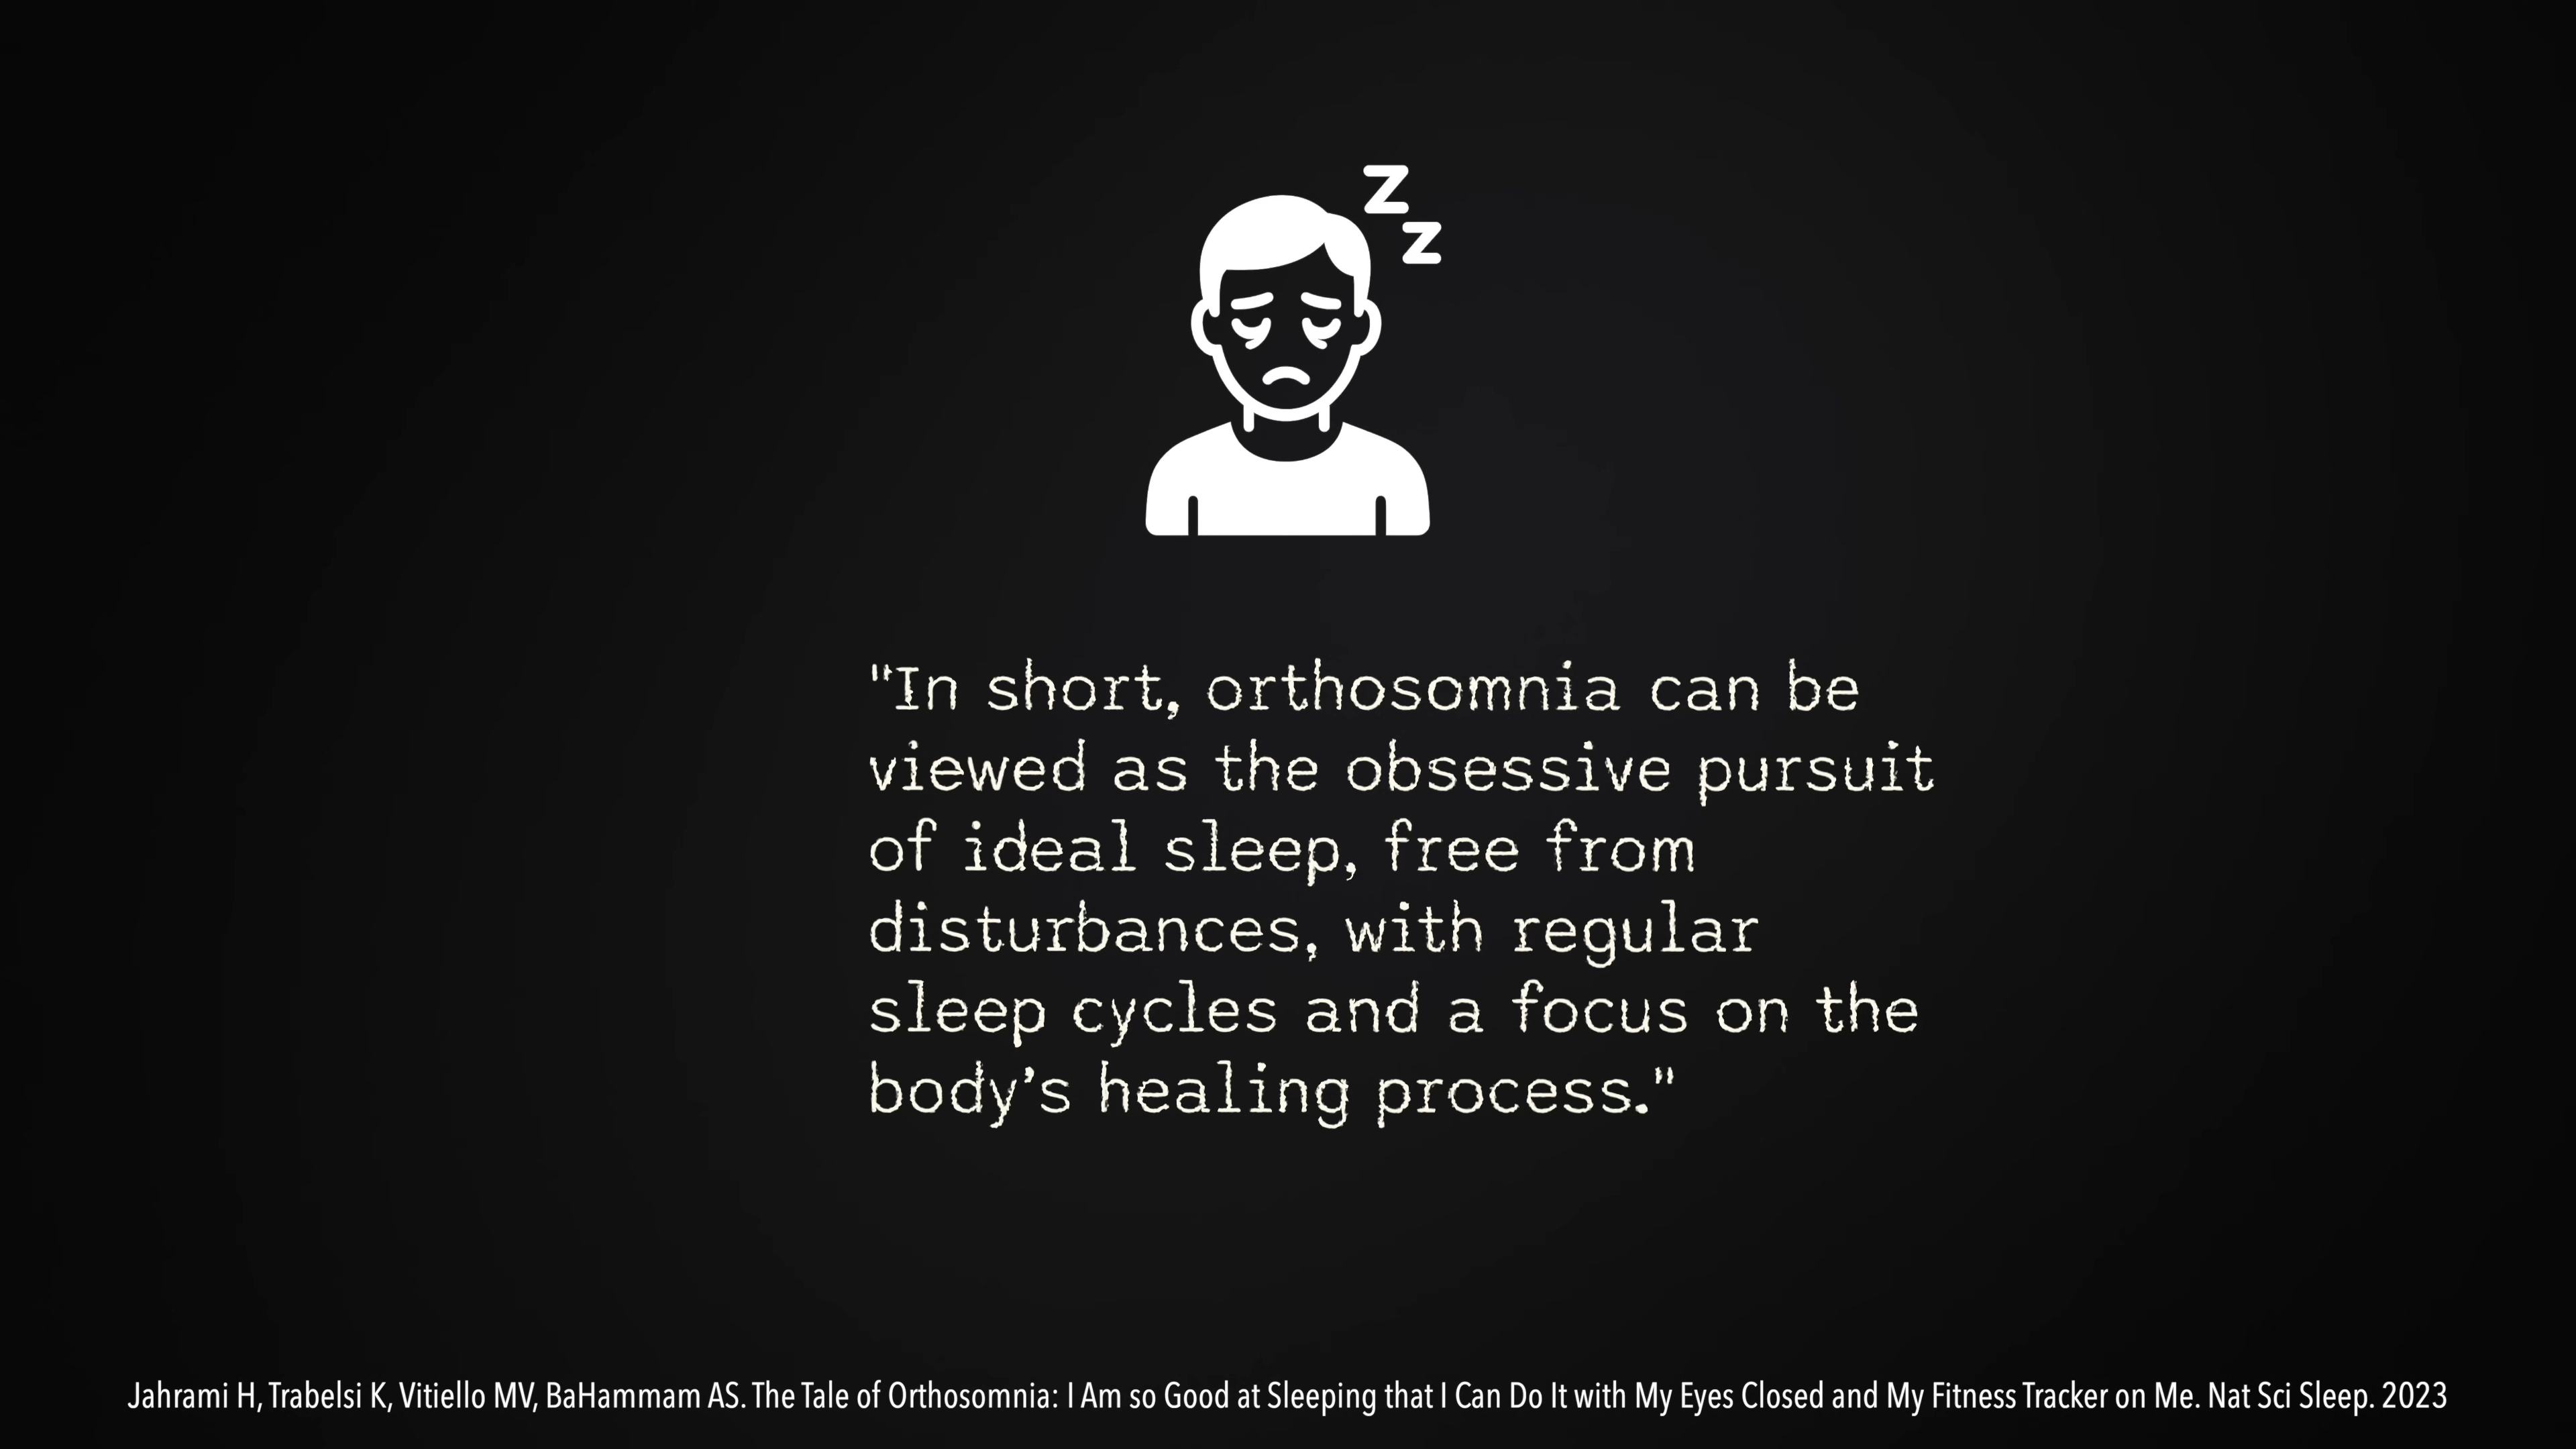 z
z
"In short, orthosomnia can be
viewed as the obsessive pursuit
of ideal sleep, free from
disturbances, with regular
sleep cycles and a focus on the
body’s healing process."
Jahrami H, Trabelsi K, Vitiello MV, BaHammam AS. The Tale of Orthosomnia: I Am so Good at Sleeping that I Can Do It with My Eyes Closed and My Fitness Tracker on Me. Nat Sci Sleep. 2023